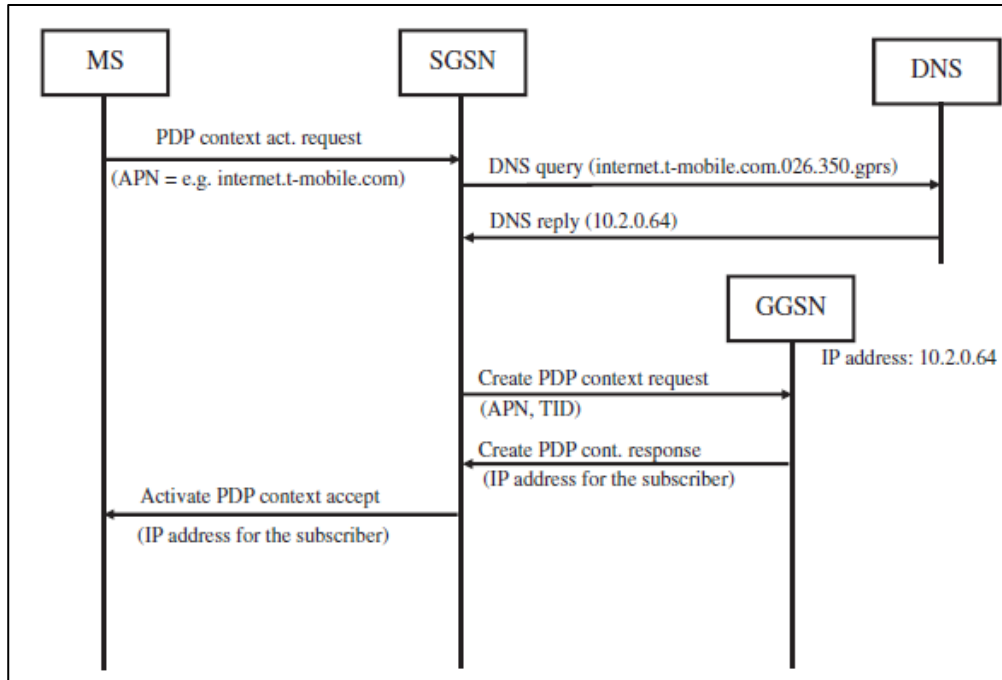 MS
SGSN
DNS
PDP context act. request
(APN = e.g. internet.t-mobile.com)
DNS query (internet.t-mobile.com.026.350.gprs)
DNS reply (10.2.0.64)
GGSN
IP address: 10.2.0.64
Create PDP context request
(APN, TID)
Create PDP cont. response
(IP address for the subscriber)
Activate PDP context accept
(IP address for the subscriber)